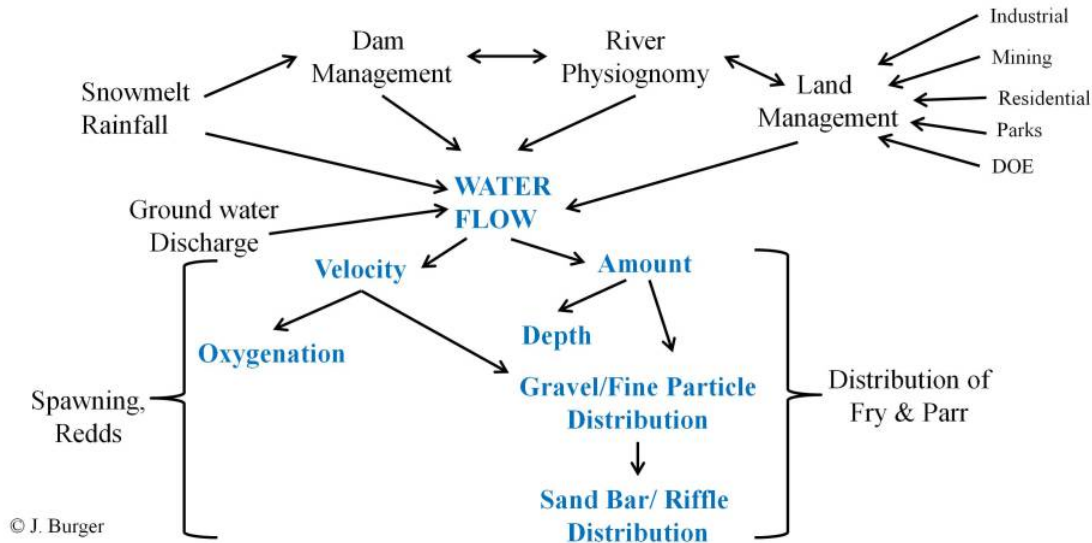 Industrial
Dam
Management
River
Physiognomy
Mining
Land
Management
Snowmelt
Rainfall
Residential
Parks
DOE
WATER
FLOW
Ground water
Discharge
Velocity
Amount
Depth
Oxygenation
Gravel/Fine Particle
Distribution
Spawning,
Redds
Distribution of
Fry & Parr
Sand Bar/ Riffle
Distribution
© J. Burger